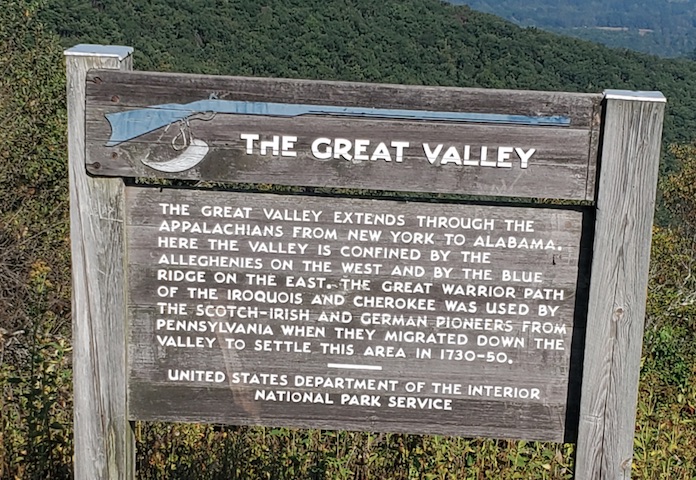 THE GREAT VALLEY
THE GREAT VALLEY EXTENDS THROUGH THE
APPALACHIANS FROM NEW YORK TO ALABAMA.
HERE THE VALLEY IS CONFINED BY THE
ALLEGHENIES ON THE WEST AND BY THE BLUE
RIDGE ON THE EAST. THE GREAT WARRIOR PATH
OF THE IROQUOIS AND CHEROKEE WAS USED BY
THE SCOTCH-IRISH AND GERMAN PIONEERS FROM
PENNSYLVANIA WHEN THEY MIGRATED DOWN THE
VALLEY TO SETTLE THIS AREA IN 1730-50.
UNITED STATES DEPARTMENT OF THE INTERIOR
NATIONAL PARK SERVICE